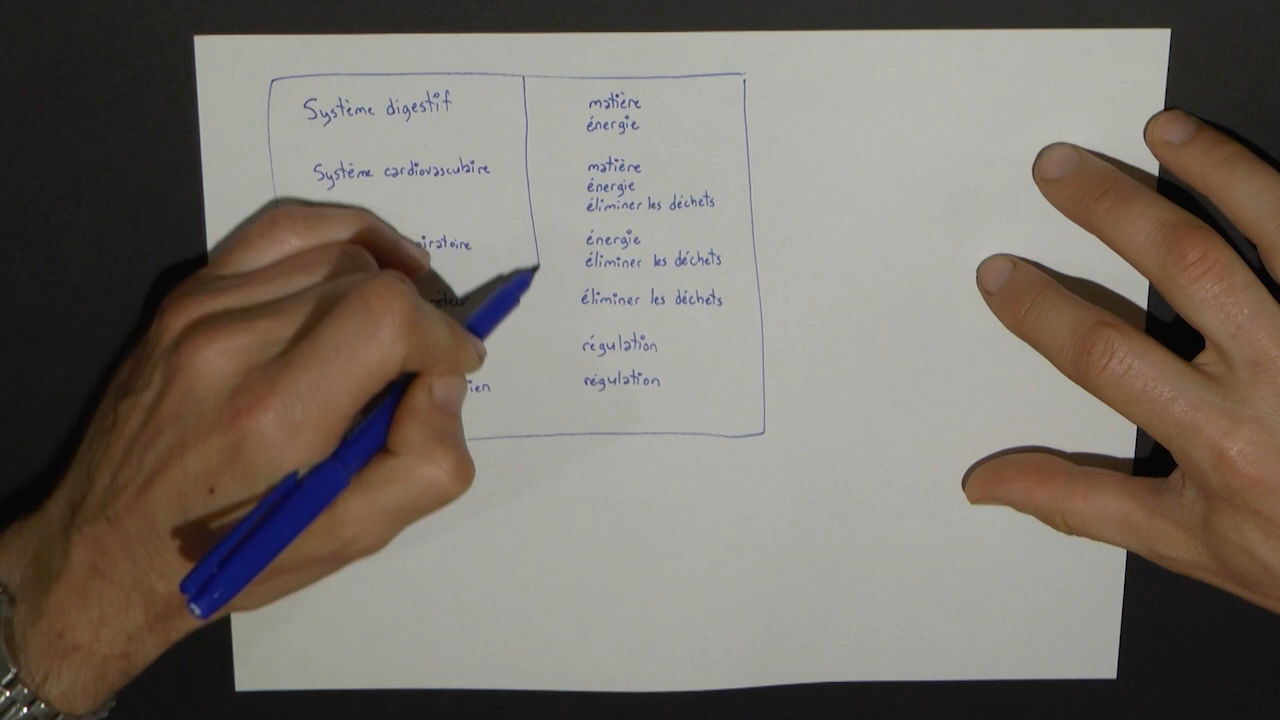 Système digestif
matière
énergie
Système cardiovasculaire
matière
énergie
éliminer les déchets
énergie
éliminer les déchets
éliminer les déchets
régulation
régulation